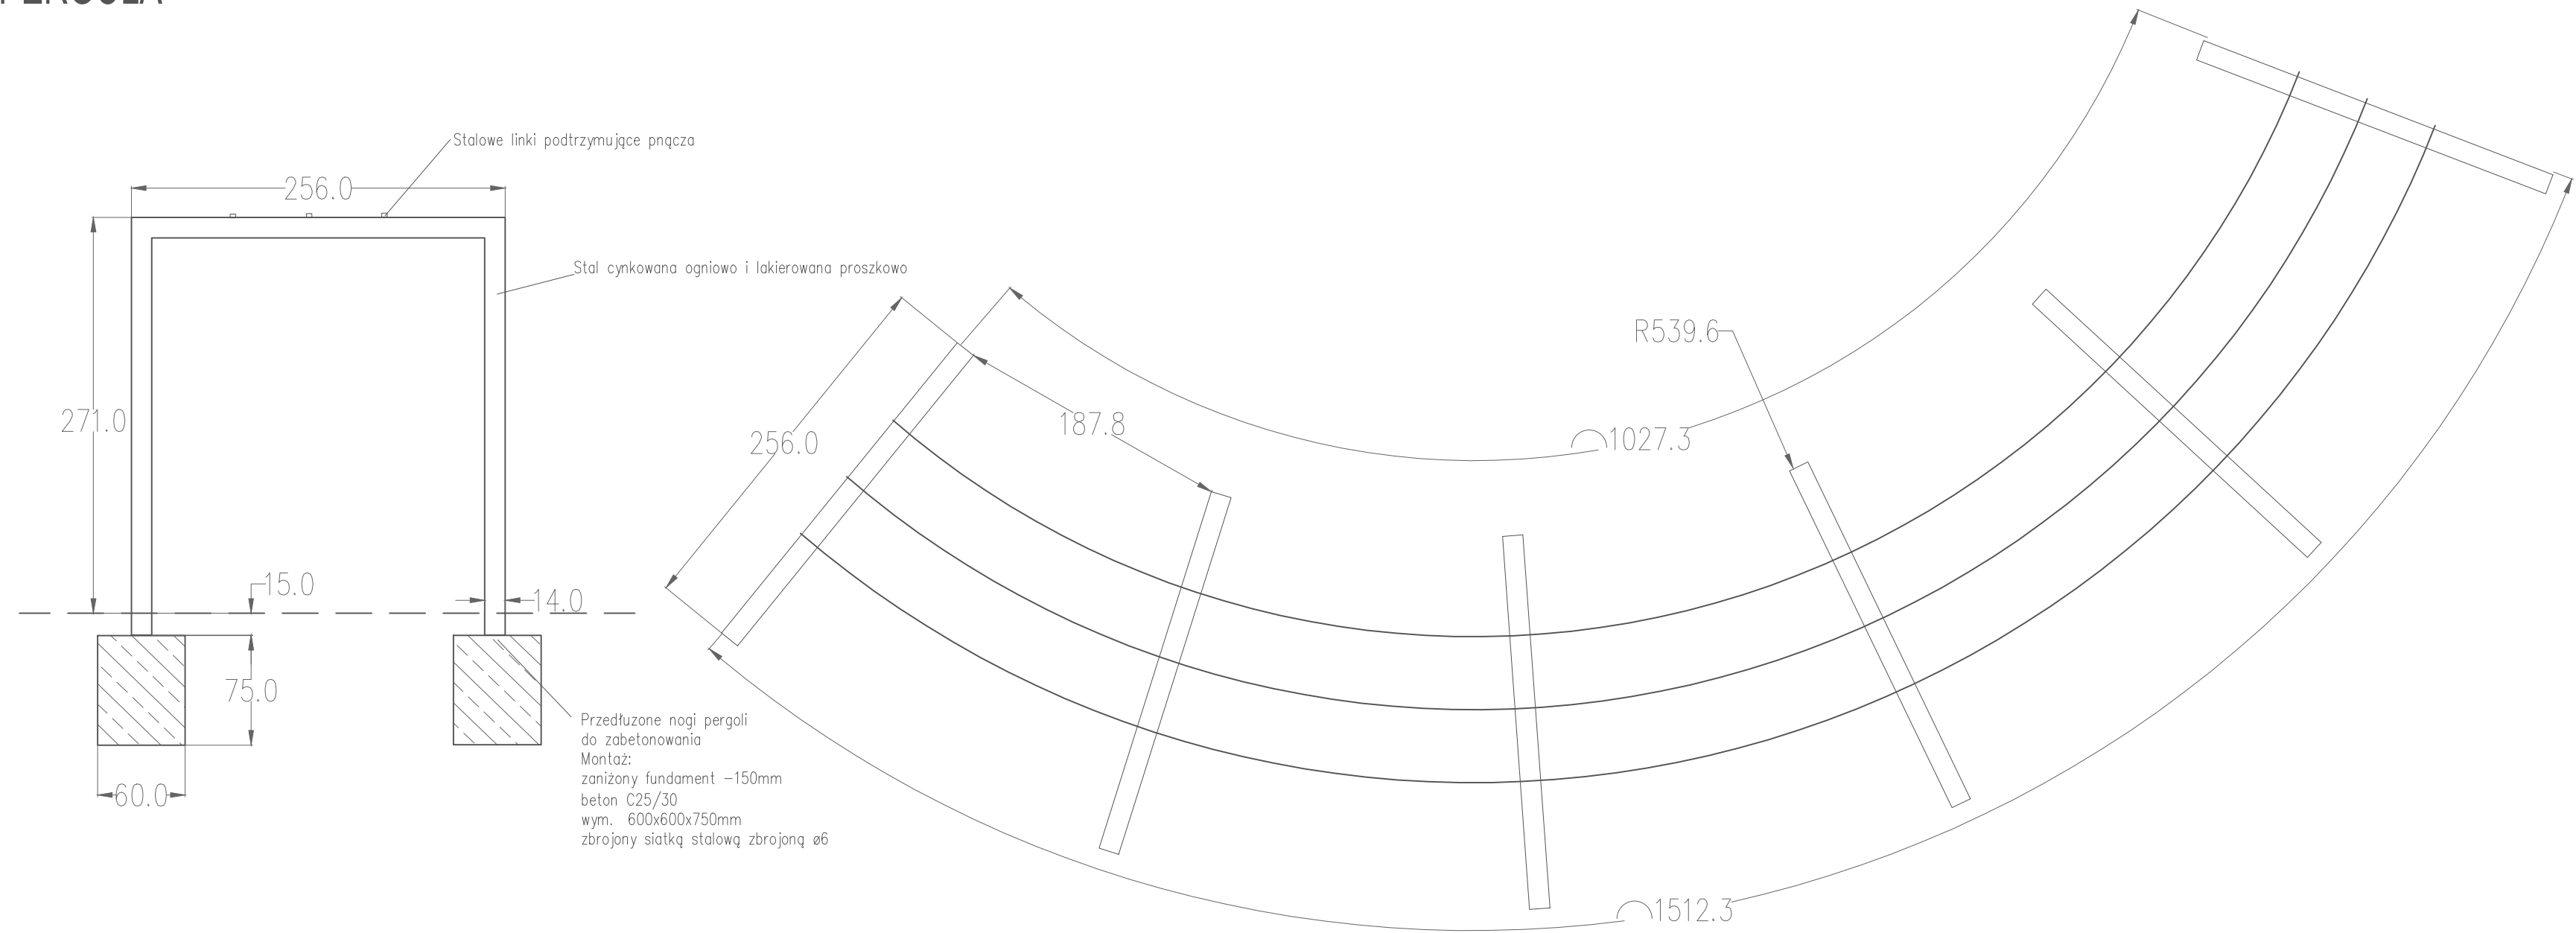 PERGOLA
Stalowe linki podtrzymujące pnącza
256.0
Stal cynkowana ogniowo i lakierowana proszkowo
271.0
15.0
14.0
75.0
60.0
Przedłuzone nogi pergoli
do zabetonowania
Montaż:
zaniżony fundament -150mm
beton C25/30
wym. 600x600x750mm
zbrojony siatką stalową zbrojoną ø6
256.0
187.8
R539.6
⌒1027.3
⌒1512.3